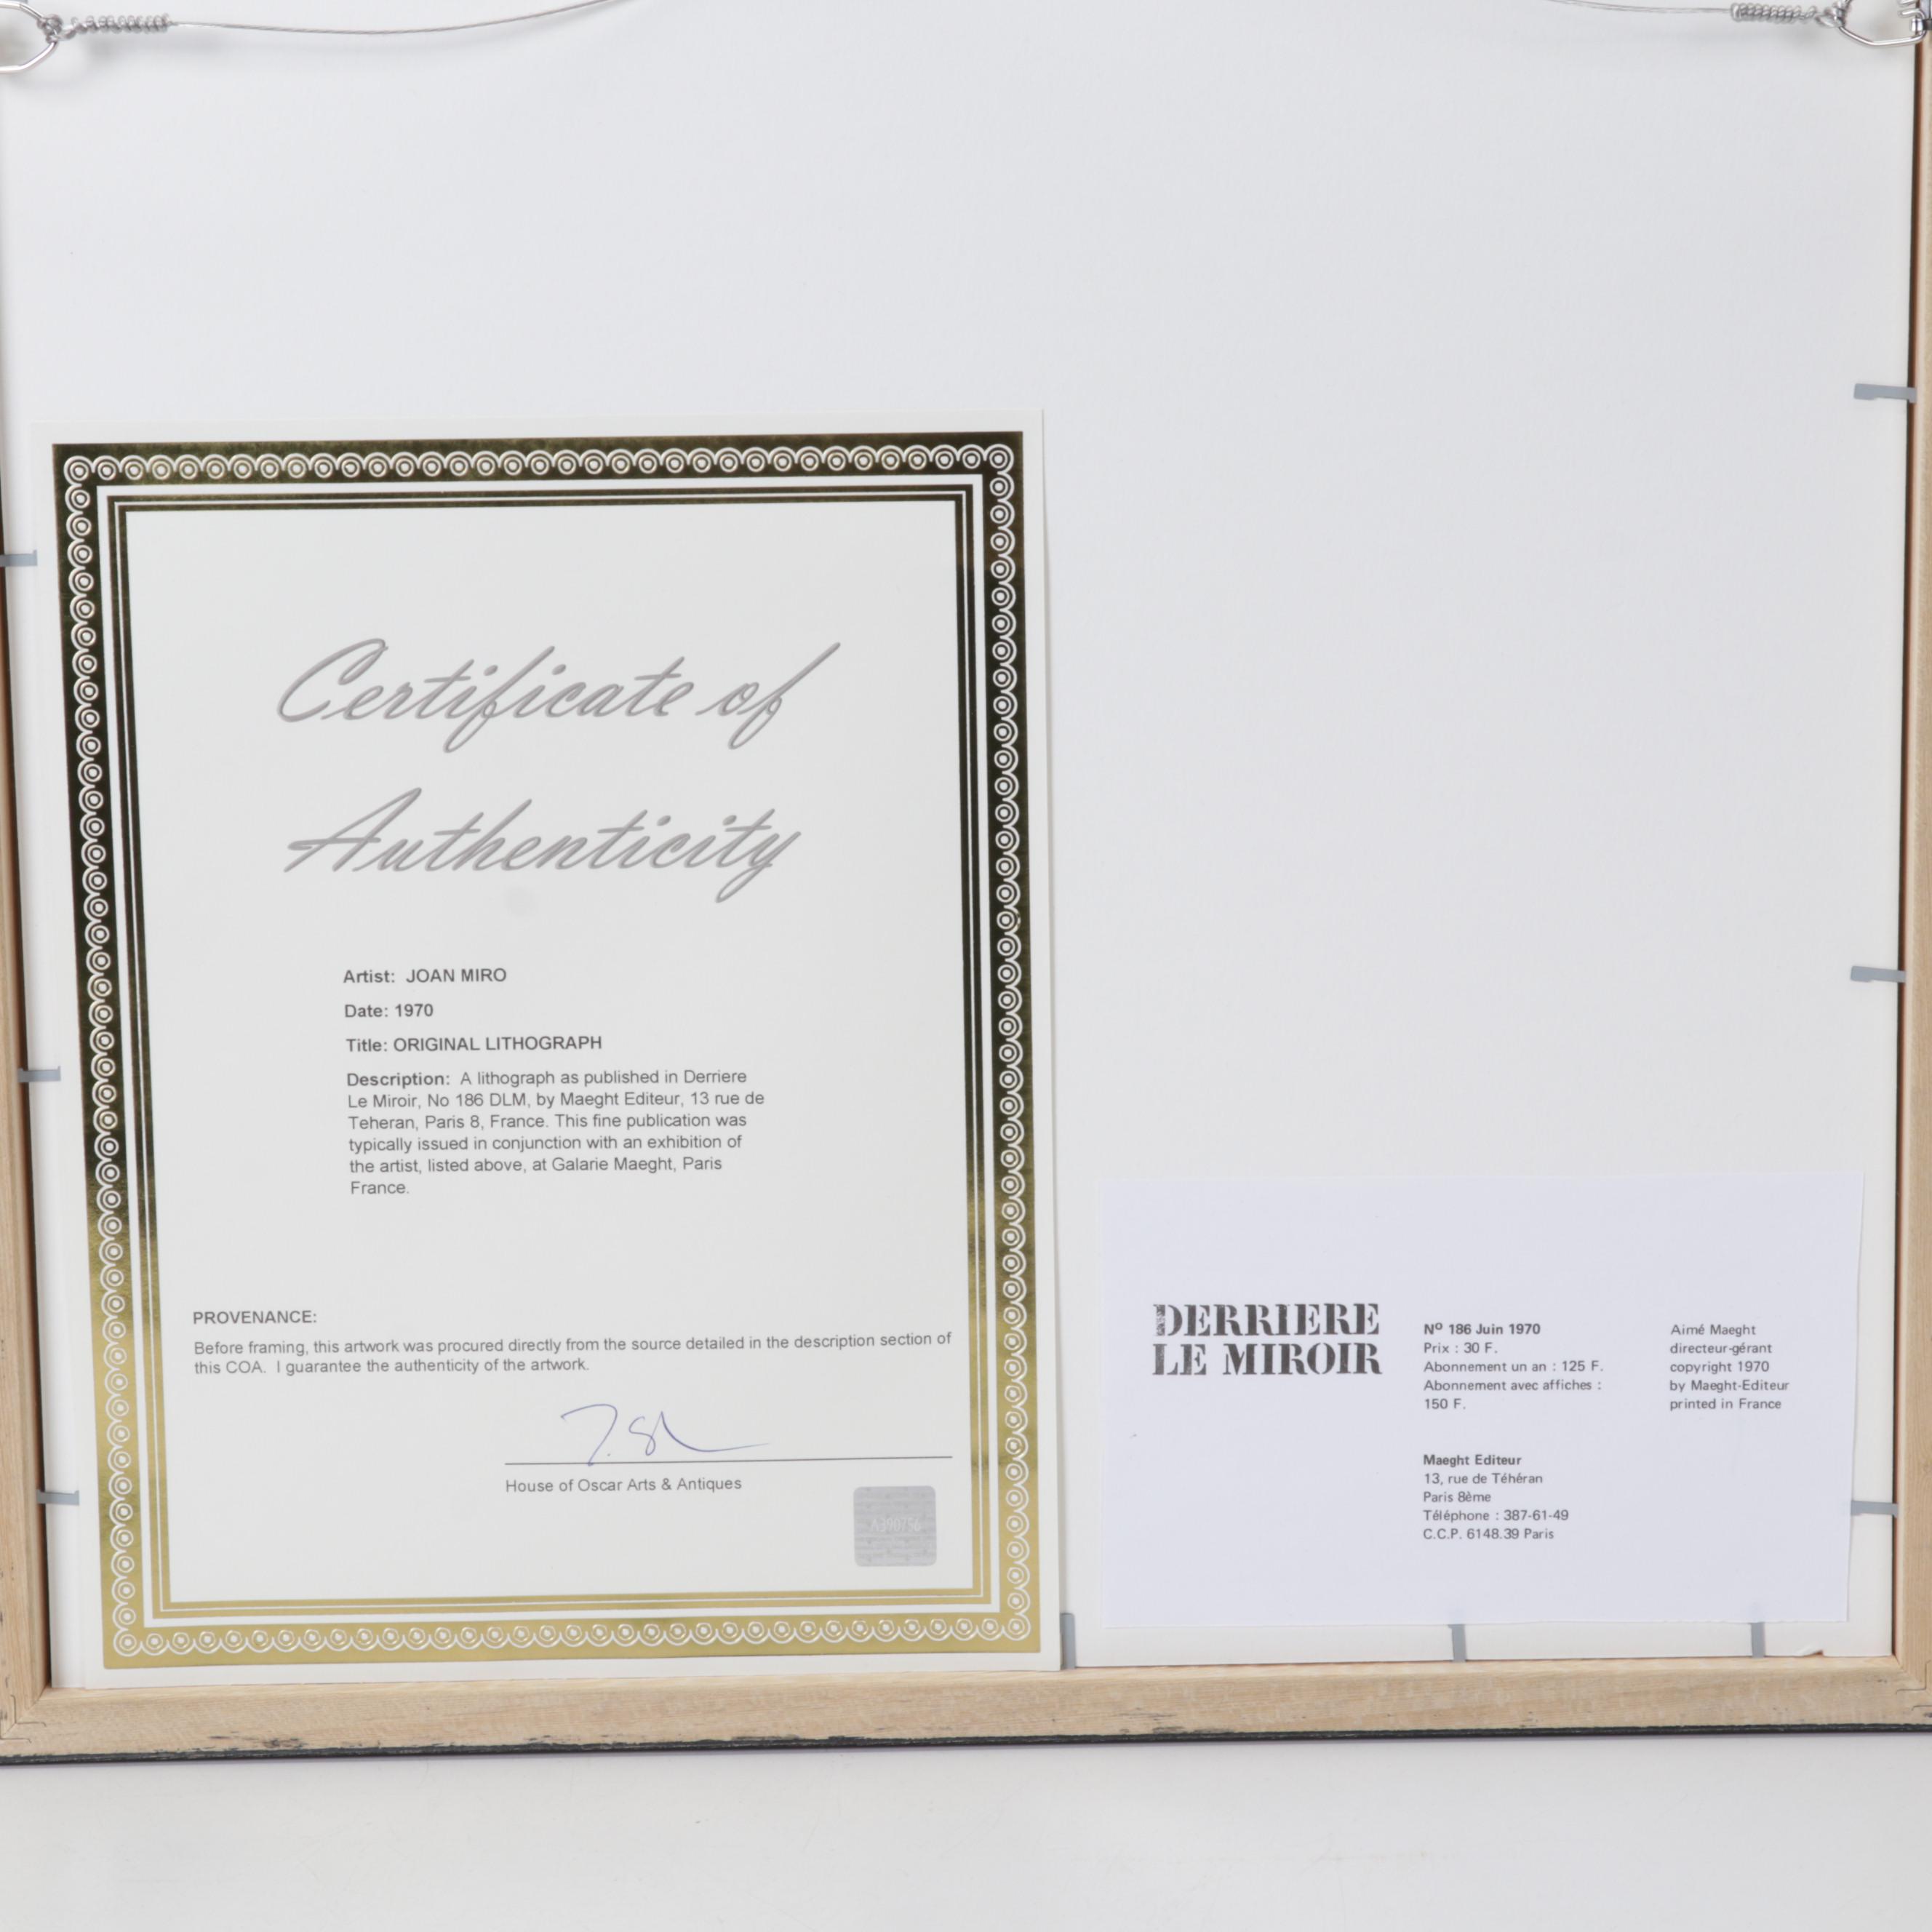 Certificate of
Authenticity
Artist: JOAN MIRO
Date: 1970
Title: ORIGINAL LITHOGRAPH
Description: A lithograph as published in Derriere
Le Miroir, No 186 DLM, by Maeght Editeur, 13 rue de
Teheran, Paris 8, France. This fine publication was
typically issued in conjunction with an exhibition of
the artist, listed above, at Galarie Maeght, Paris
France.
PROVENANCE:
Before framing, this artwork was procured directly from the source detailed in the description section of
this COA. I guarantee the authenticity of the artwork.
House of Oscar Arts & Antiques
DERRIERE
LE MIROIR
Nº 186 Juin 1970
Prix : 30 F.
Abonnement un an : 125 F.
Abonnement avec affiches :
150 F.
Maeght Editeur
13, rue de Téhéran
Paris 8ème
Téléphone : 387-61-49
C.C.P. 6148.39 Paris
Aimé Maeght
directeur-gérant
copyright 1970
by Maeght-Editeur
printed in France